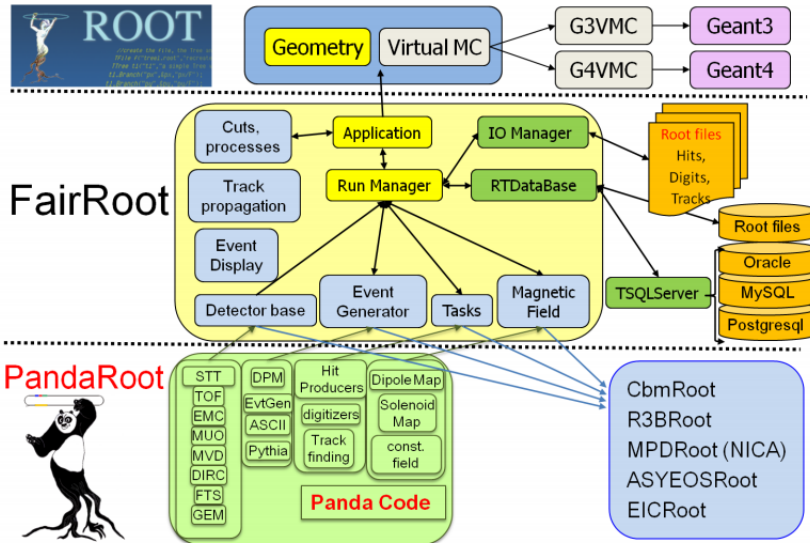 ROOT
Geometry
Virtual MC
G3VMC
Geant3
G4VMC
Geant4
FairRoot
Cuts,
processes
Application
IO Manager
Root files
Hits,
Digits,
Tracks
Track
propagation
Run Manager
RTDataBase
Root files
Event
Display
TSQLServer
Oracle
MySQL
Postgresql
Detector base
Event
Generator
Tasks
Magnetic
Field
PandaRoot
STT
TOF
EMC
MUO
MVD
DIRC
FTS
GEM
DPM
EvtGen
ASCII
Pythia
Hit
Producers
digitizers
Track
finding
Dipole Map
Solenoid
Map
const.
field
Panda Code
CbmRoot
R3BRoot
MPDRoot (NICA)
ASYEOSRoot
EICRoot